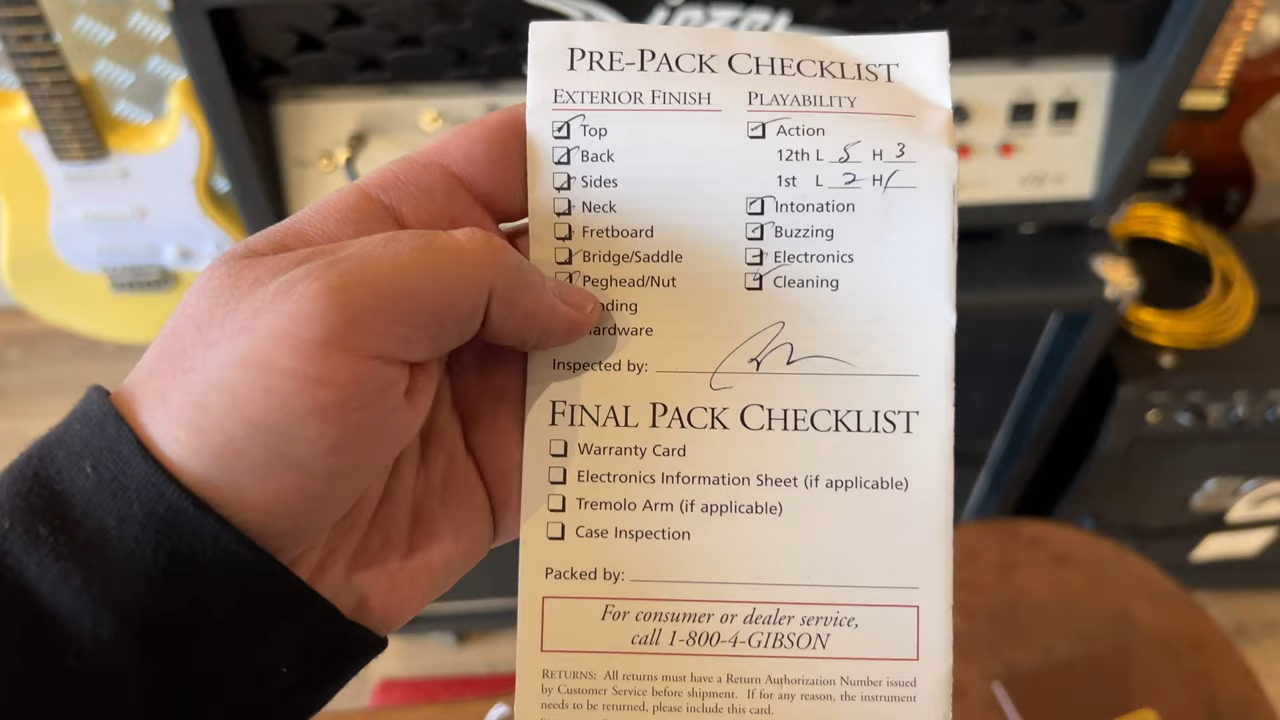 PRE-PACK CHECKLIST
EXTERIOR FINISH
Top
Back
Sides
Neck
Fretboard
Bridge/Saddle
Peghead/Nut
nding
ardware
PLAYABILITY
Action
12th L 5 H 3
1st L 2 H 1
Intonation
Buzzing
Electronics
Cleaning
Inspected by:
FINAL PACK CHECKLIST
Warranty Card
Electronics Information Sheet (if applicable)
Tremolo Arm (if applicable)
Case Inspection
Packed by:
For consumer or dealer service,
call 1-800-4-GIBSON
RETURNS: All returns must have a Return Authorization Number issued
by Customer Service before shipment. If for any reason, the instrument
needs to be returned, please include this card.